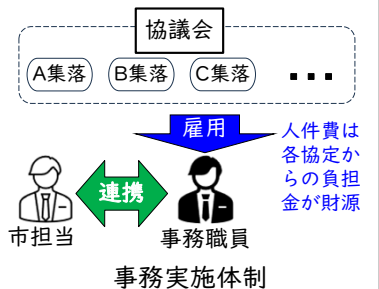 協議会
A集落 B集落 C集落 ・・・
雇用
人件費は
各協定か
らの負担
金が財源
連携
市担当 事務職員
事務実施体制